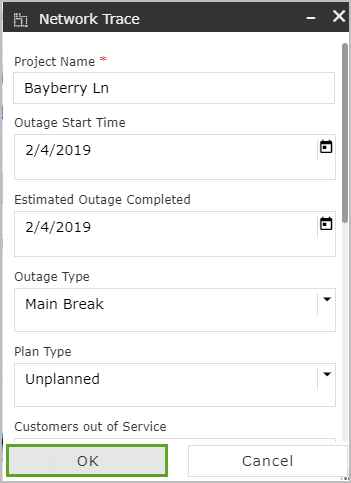 Network Trace
Project Name *
Bayberry Ln
Outage Start Time
2/4/2019
Estimated Outage Completed
2/4/2019
Outage Type
Main Break
Plan Type
Unplanned
Customers out of Service
OK Cancel